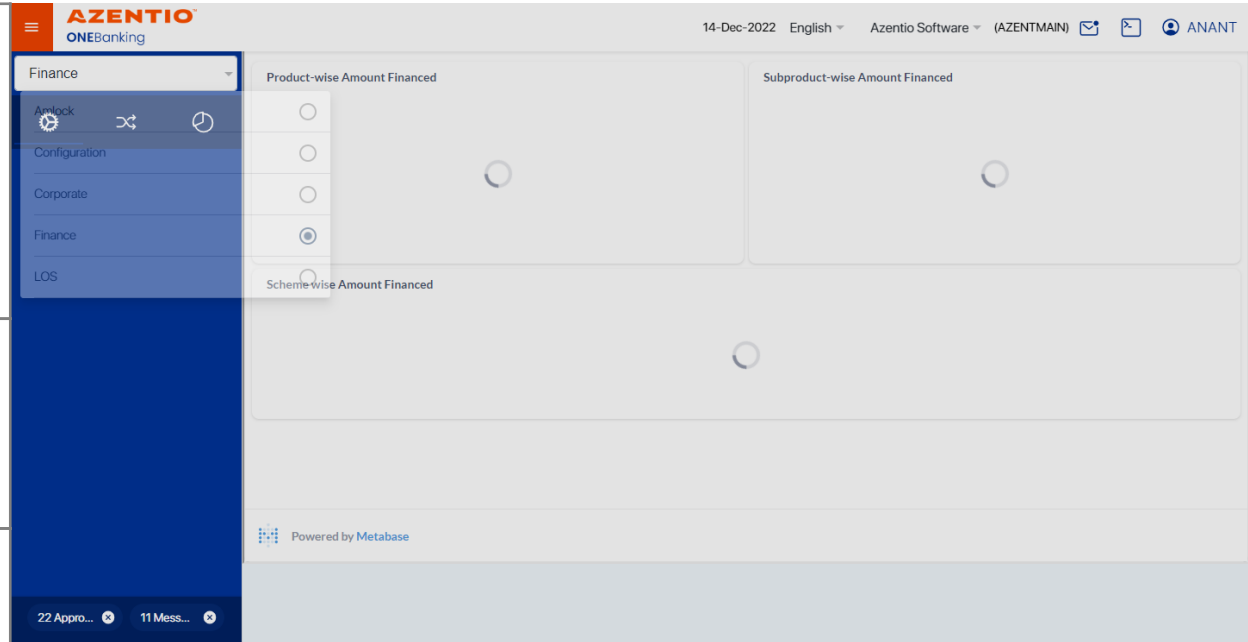 AZENTIO
ONEBanking
14-Dec-2022 English Azentio Software (AZENTMAIN) ANANT
Finance
Amlock
Configuration
Corporate
Finance
LOS
Product-wise Amount Financed
Subproduct-wise Amount Financed
Scheme-wise Amount Financed
Powered by Metabase
22 Appro... 11 Mess...